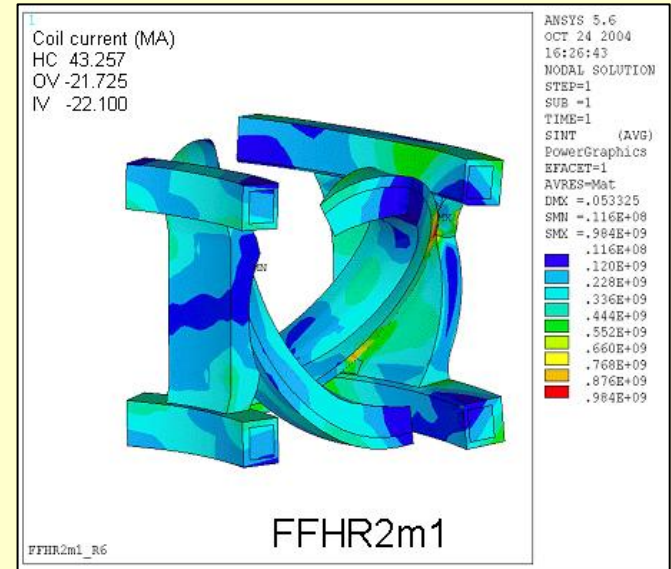 1
Coil current (MA)
HC 43.257
OV -21.725
IV -22.100
ANSYS 5.6
OCT 24 2004
16:26:43
NODAL SOLUTION
STEP=1
SUB =1
TIME=1
SINT (AVG)
PowerGraphics
EFACET=1
AVRES=Mat
DMX =.053325
SMN =.116E+08
SMX =.984E+09
.116E+08
.120E+09
.228E+09
.336E+09
.444E+09
.552E+09
.660E+09
.768E+09
.876E+09
.984E+09
FFHR2m1
FFHR2m1_R6